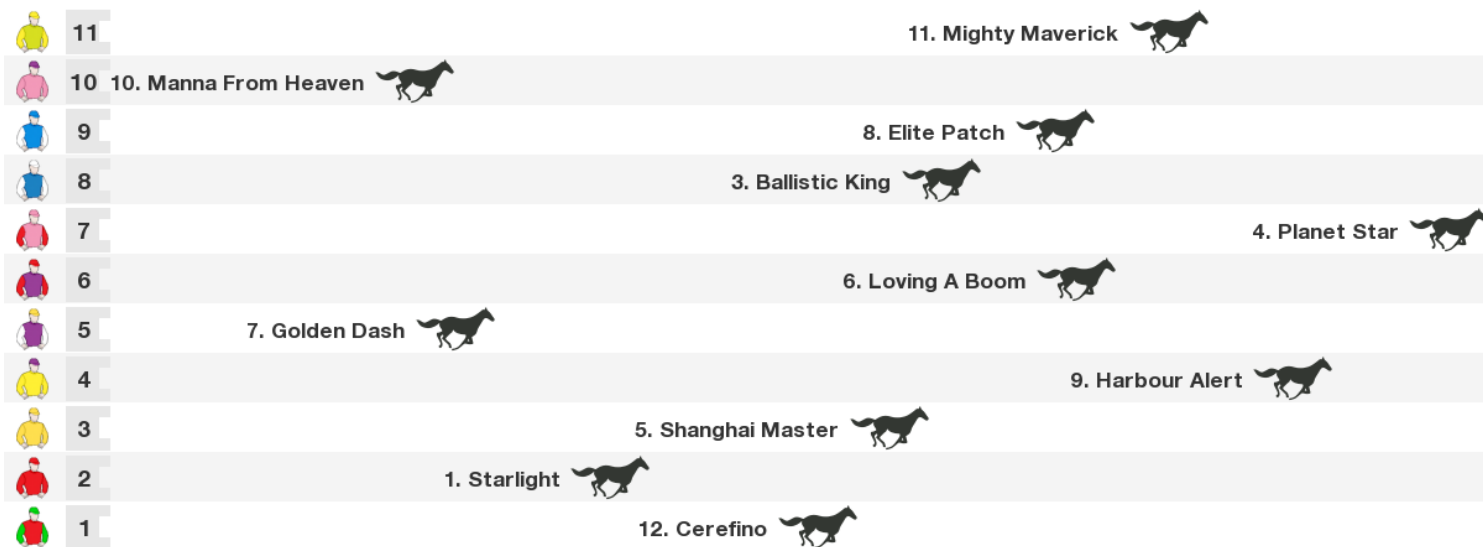 11 11. Mighty Maverick
10 10. Manna From Heaven
9 8. Elite Patch
8 3. Ballistic King
7 4. Planet Star
6 6. Loving A Boom
5 7. Golden Dash
4 9. Harbour Alert
3 5. Shanghai Master
2 1. Starlight
1 12. Cerefino